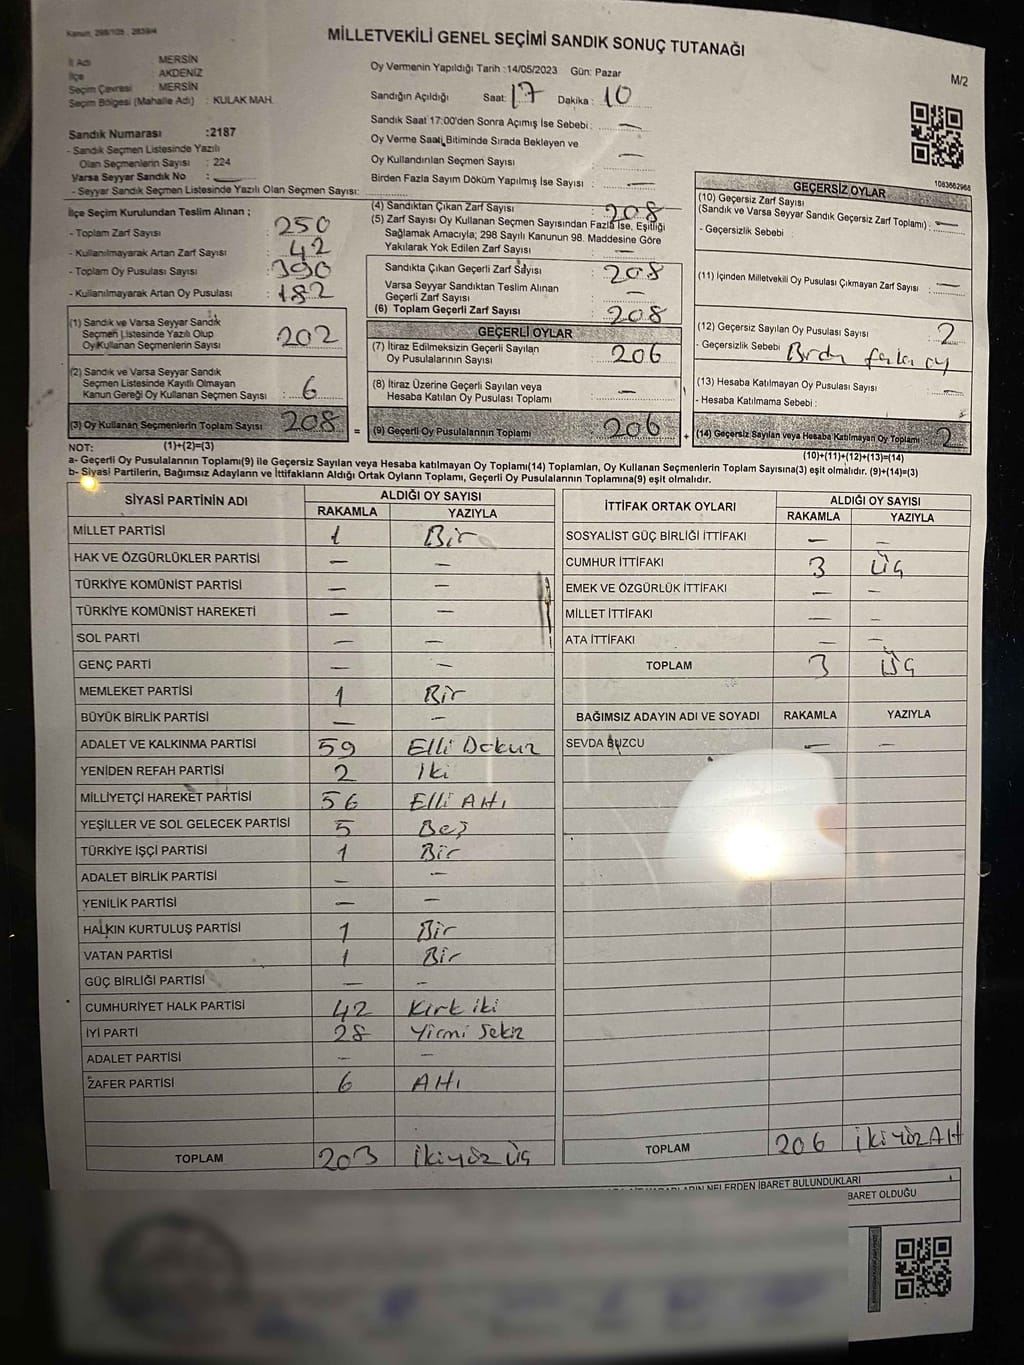 Kanun, 298/105 , 2839/4
MİLLETVEKİLİ GENEL SEÇİMİ SANDIK SONUÇ TUTANAĞI
M/2
İl Adı : MERSİN
İlçe : AKDENİZ
Seçim Çevresi : MERSİN
Seçim Bölgesi (Mahalle Adı) : KULAK MAH.
Sandık Numarası :2187
- Sandık Seçmen Listesinde Yazılı
Olan Seçmenlerin Sayısı : 224
Varsa Seyyar Sandık No : —
- Seyyar Sandık Seçmen Listesinde Yazılı Olan Seçmen Sayısı:
Oy Vermenin Yapıldığı Tarih :14/05/2023 Gün: Pazar
Sandığın Açıldığı Saat: 17 Dakika : 10
Sandık Saat 17:00'den Sonra Açımış İse Sebebi : —
Oy Verme Saati Bitiminde Sırada Bekleyen ve
Oy Kullandırılan Seçmen Sayısı : —
Birden Fazla Sayım Döküm Yapılmış İse Sayısı : —
1083662968
İlçe Seçim Kurulundan Teslim Alınan ;
- Toplam Zarf Sayısı : 250
- Kullanılmayarak Artan Zarf Sayısı : 42
- Toplam Oy Pusulası Sayısı : 390
- Kullanılmayarak Artan Oy Pusulası : 182
(1) Sandık ve Varsa Seyyar Sandık
Seçmen Listesinde Yazılı Olup
Oy Kullanan Seçmenlerin Sayısı : 202
(2) Sandık ve Varsa Seyyar Sandık
Seçmen Listesinde Kayıtlı Olmayan
Kanun Gereği Oy Kullanan Seçmen Sayısı : 6
(3) Oy Kullanan Seçmenlerin Toplam Sayısı : 208
(1)+(2)=(3)
(4) Sandıktan Çıkan Zarf Sayısı : 208
(5) Zarf Sayısı Oy Kullanan Seçmen Sayısından Fazla İse, Eşitliği
Sağlamak Amacıyla; 298 Sayılı Kanunun 98. Maddesine Göre
Yakılarak Yok Edilen Zarf Sayısı : —
Sandıkta Çıkan Geçerli Zarf Sayısı : 208
Varsa Seyyar Sandıktan Teslim Alınan
Geçerli Zarf Sayısı : —
(6) Toplam Geçerli Zarf Sayısı : 208
GEÇERLİ OYLAR
(7) İtiraz Edilmeksizin Geçerli Sayılan
Oy Pusulalarının Sayısı : 206
(8) İtiraz Üzerine Geçerli Sayılan veya
Hesaba Katılan Oy Pusulası Toplamı : —
= (9) Geçerli Oy Pusulalarının Toplamı : 206
GEÇERSİZ OYLAR
(10) Geçersiz Zarf Sayısı
(Sandık ve Varsa Seyyar Sandık Geçersiz Zarf Toplamı) : —
- Geçersizlik Sebebi :
(11) İçinden Milletvekili Oy Pusulası Çıkmayan Zarf Sayısı : —
(12) Geçersiz Sayılan Oy Pusulası Sayısı : 2
- Geçersizlik Sebebi : oy
(13) Hesaba Katılmayan Oy Pusulası Sayısı : —
- Hesaba Katılmama Sebebi :
+ (14) Geçersiz Sayılan veya Hesaba Katılmayan Oy Toplamı : 2
(10)+(11)+(12)+(13)=(14)
NOT:
a- Geçerli Oy Pusulalarının Toplamı(9) ile Geçersiz Sayılan veya Hesaba katılmayan Oy Toplamı(14) Toplamları, Oy Kullanan Seçmenlerin Toplam Sayısına(3) eşit olmalıdır. (9)+(14)=(3)
b- Siyasi Partilerin, Bağımsız Adayların ve İttifakların Aldığı Ortak Oyların Toplamı, Geçerli Oy Pusulalarının Toplamına(9) eşit olmalıdır.
SİYASİ PARTİNİN ADI ALDIĞI OY SAYISI
RAKAMLA YAZIYLA
MİLLET PARTİSİ 1 Bir
HAK VE ÖZGÜRLÜKLER PARTİSİ — —
TÜRKİYE KOMÜNİST PARTİSİ — —
TÜRKİYE KOMÜNİST HAREKETİ — —
SOL PARTİ — —
GENÇ PARTİ — —
MEMLEKET PARTİSİ 1 Bir
BÜYÜK BİRLİK PARTİSİ — —
ADALET VE KALKINMA PARTİSİ 59 Elli Dokuz
YENİDEN REFAH PARTİSİ 2 İki
MİLLİYETÇİ HAREKET PARTİSİ 56 Elli Altı
YEŞİLLER VE SOL GELECEK PARTİSİ 5 Beş
TÜRKİYE İŞÇİ PARTİSİ 1 Bir
ADALET BİRLİK PARTİSİ — —
YENİLİK PARTİSİ — —
HALKIN KURTULUŞ PARTİSİ 1 Bir
VATAN PARTİSİ 1 Bir
GÜÇ BİRLİĞİ PARTİSİ — —
CUMHURİYET HALK PARTİSİ 42 Kırk iki
İYİ PARTİ 28 Yirmi Sekiz
ADALET PARTİSİ — —
ZAFER PARTİSİ 6 Altı
TOPLAM 203 İkiyüz Üç
İTTİFAK ORTAK OYLARI ALDIĞI OY SAYISI
RAKAMLA YAZIYLA
SOSYALİST GÜÇ BİRLİĞİ İTTİFAKI — —
CUMHUR İTTİFAKI 3 Üç
EMEK VE ÖZGÜRLÜK İTTİFAKI — —
MİLLET İTTİFAKI — —
ATA İTTİFAKI — —
TOPLAM 3 Üç
BAĞIMSIZ ADAYIN ADI VE SOYADI RAKAMLA YAZIYLA
SEVDA BUZCU — —
TOPLAM 206 İkiyüz Altı
NELERDEN İBARET BULUNDUKLARI
BARET OLDUĞU